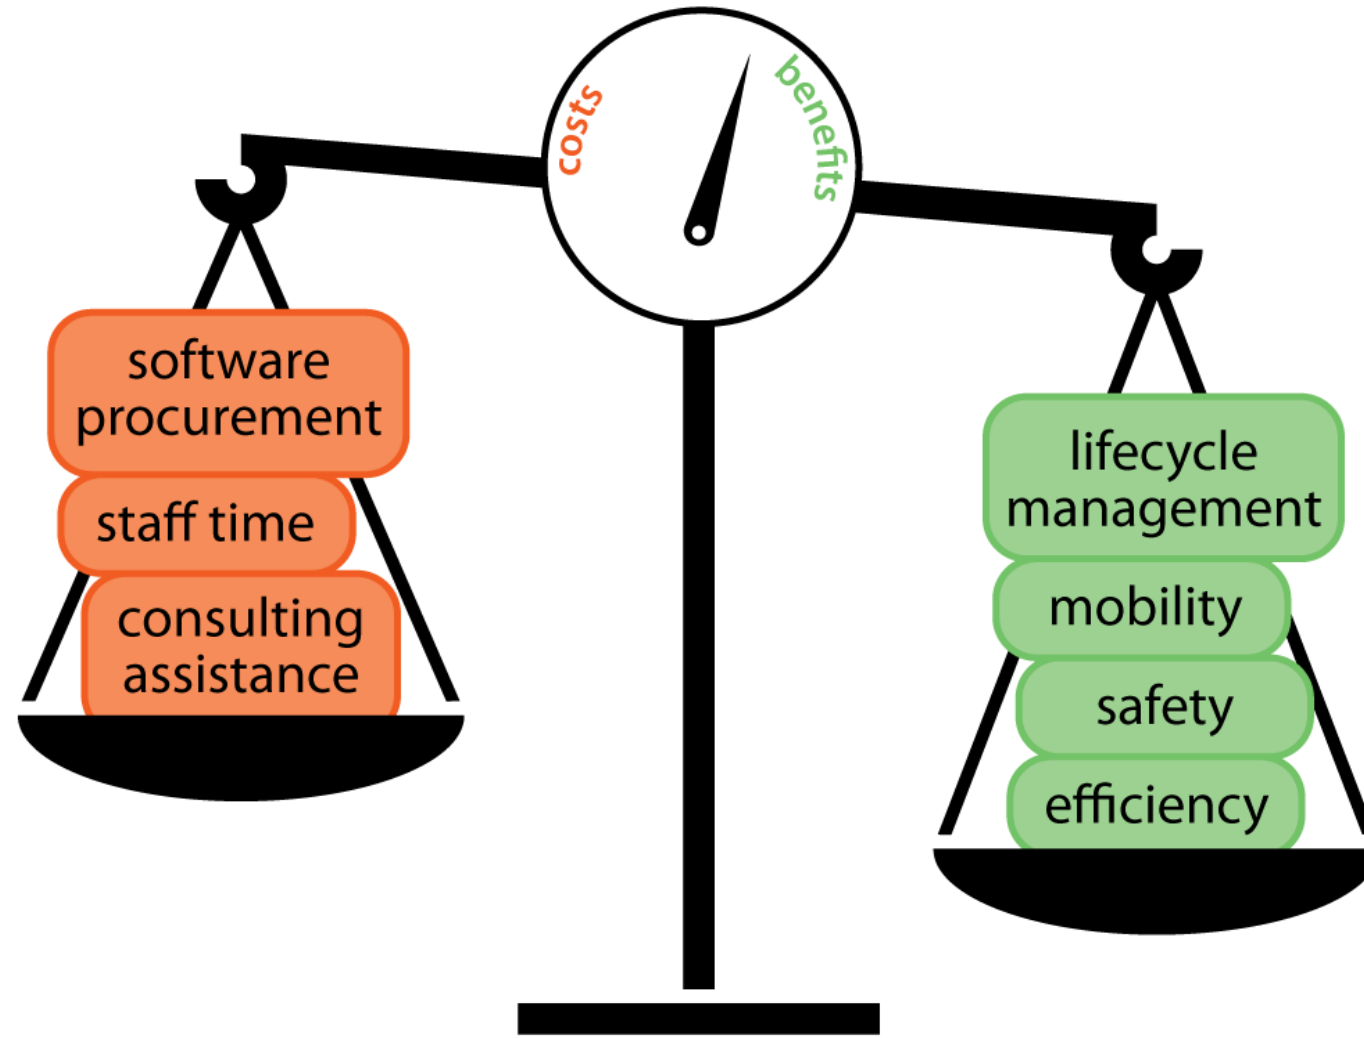 costs
benefits
software
procurement
staff time
consulting
assistance
lifecycle
management
mobility
safety
efficiency